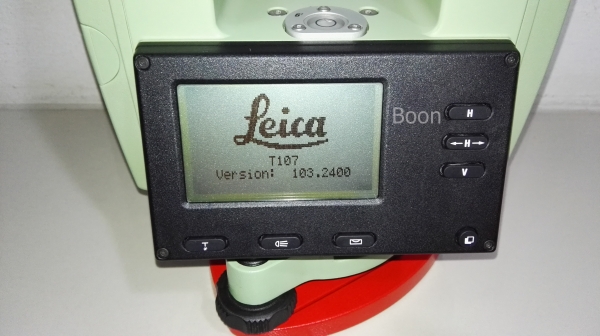 Leica
T107
Version: 103.2400
Boon
H
←H→
V